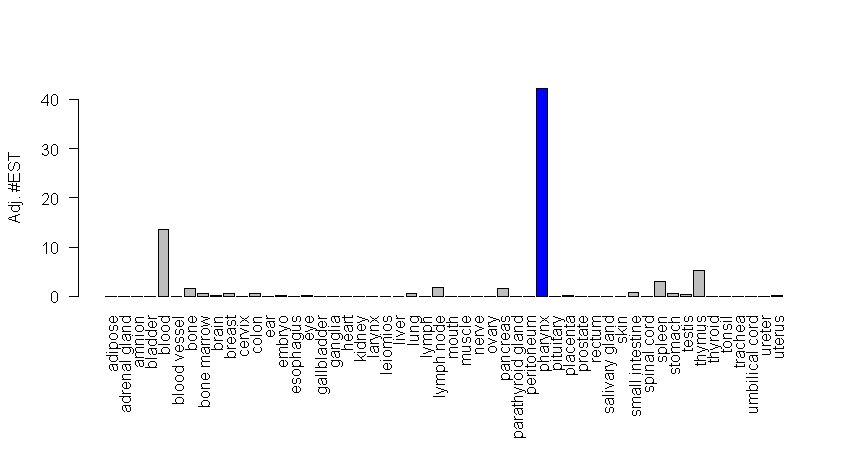 Adj. #EST
40
30
20
10
0
adipose
adrenal gland
amnion
bladder
blood
blood vessel
bone
bone marrow
brain
breast
cervix
colon
ear
embryo
esophagus
eye
gallbladder
ganglia
heart
kidney
larynx
leiomios
liver
lung
lymph
lymph node
mouth
muscle
nerve
ovary
pancreas
parathyroid gland
peritoneum
pharynx
pituitary
placenta
prostate
rectum
salivary gland
skin
small intestine
spinal cord
spleen
stomach
testis
thymus
thyroid
tonsil
trachea
umbilical cord
ureter
uterus